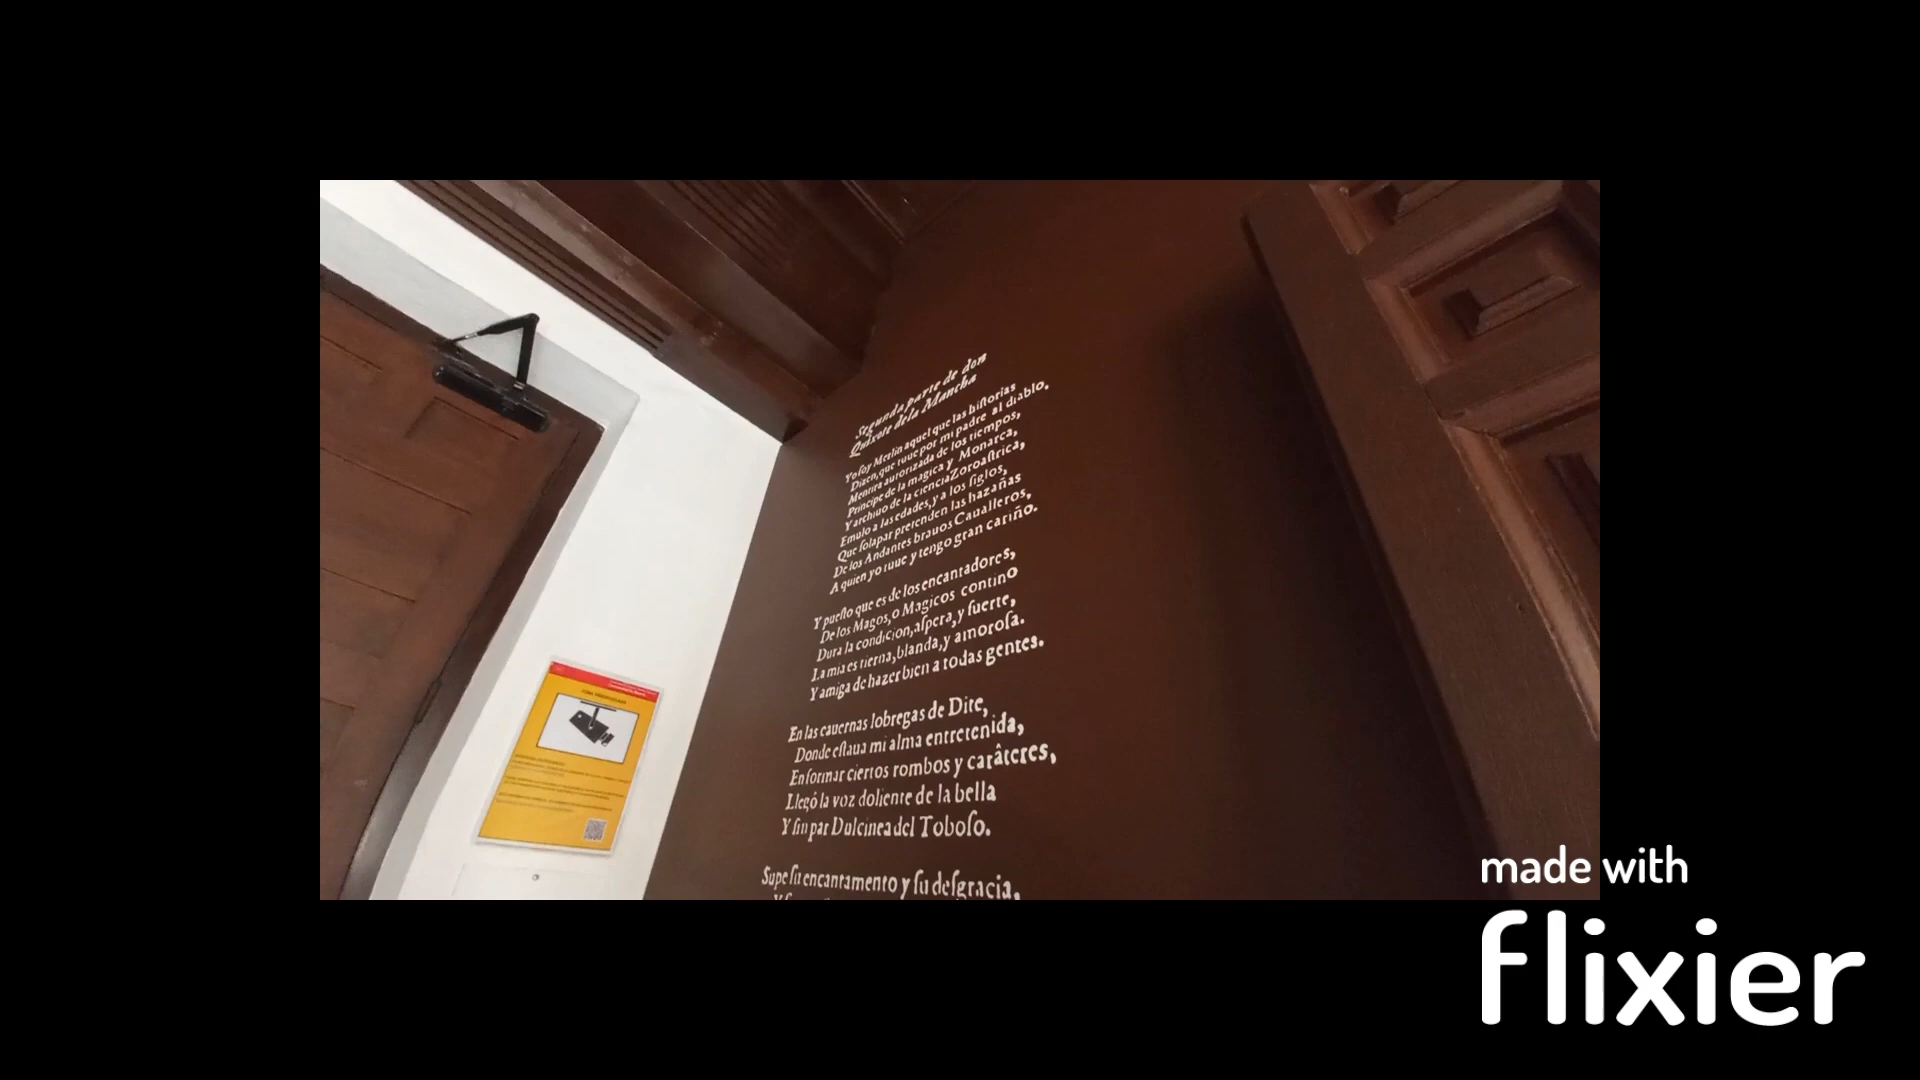 Segunda parte de don
Quixote dela Mancha
Yo ſoy Merlin aquel que las hiſtorias
Dizen, que tuue por mi padre al diablo.
Mentira autorizada de los tiempos,
Principe de la magica y Monarca,
Y archiuo de la ciencia Zoroaſtrica,
Emulo a las edades, y a los ſiglos,
Que ſolapar pretenden las hazañas
De los Andantes brauos Caualleros,
A quien yo tuue y tengo gran cariño.
Y pueſto que es de los encantadores,
De los Magos, o Magicos contino
Dura la condicion, aſpera, y fuerte,
La mia es tierna, blanda, y amoroſa.
Y amiga de hazer bien a todas gentes.
En las cauernas lobregas de Dite,
Donde eſtaua mi alma entretenida,
En formar ciertos rombos y carâteres,
Llegó la voz doliente de la bella
Y ſin par Dulcinea del Toboſo.
Supe ſu encantamento y ſu deſgracia,
ZONA VIDEOVIGILADA
made with
flixier